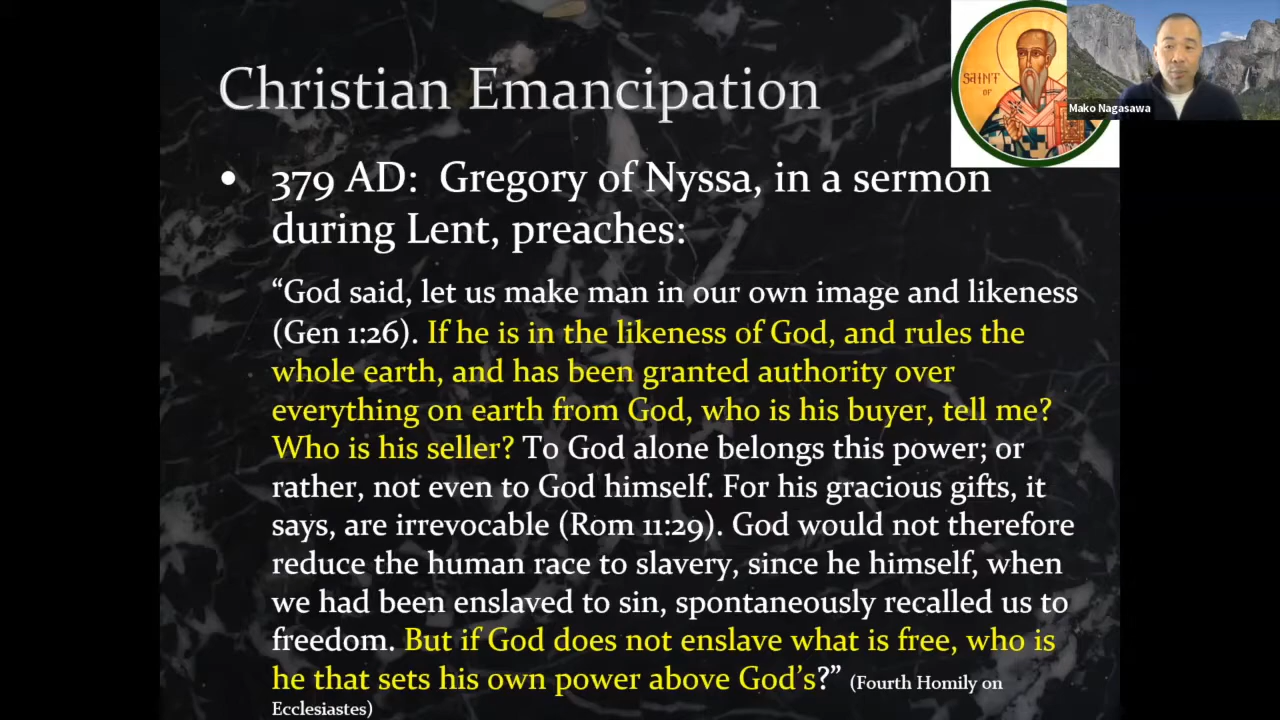 Christian Emancipation
SAINT
OF
Mako Nagasawa
• 379 AD: Gregory of Nyssa, in a sermon
during Lent, preaches:
“God said, let us make man in our own image and likeness
(Gen 1:26). If he is in the likeness of God, and rules the
whole earth, and has been granted authority over
everything on earth from God, who is his buyer, tell me?
Who is his seller? To God alone belongs this power; or
rather, not even to God himself. For his gracious gifts, it
says, are irrevocable (Rom 11:29). God would not therefore
reduce the human race to slavery, since he himself, when
we had been enslaved to sin, spontaneously recalled us to
freedom. But if God does not enslave what is free, who is
he that sets his own power above God’s?” (Fourth Homily on
Ecclesiastes)